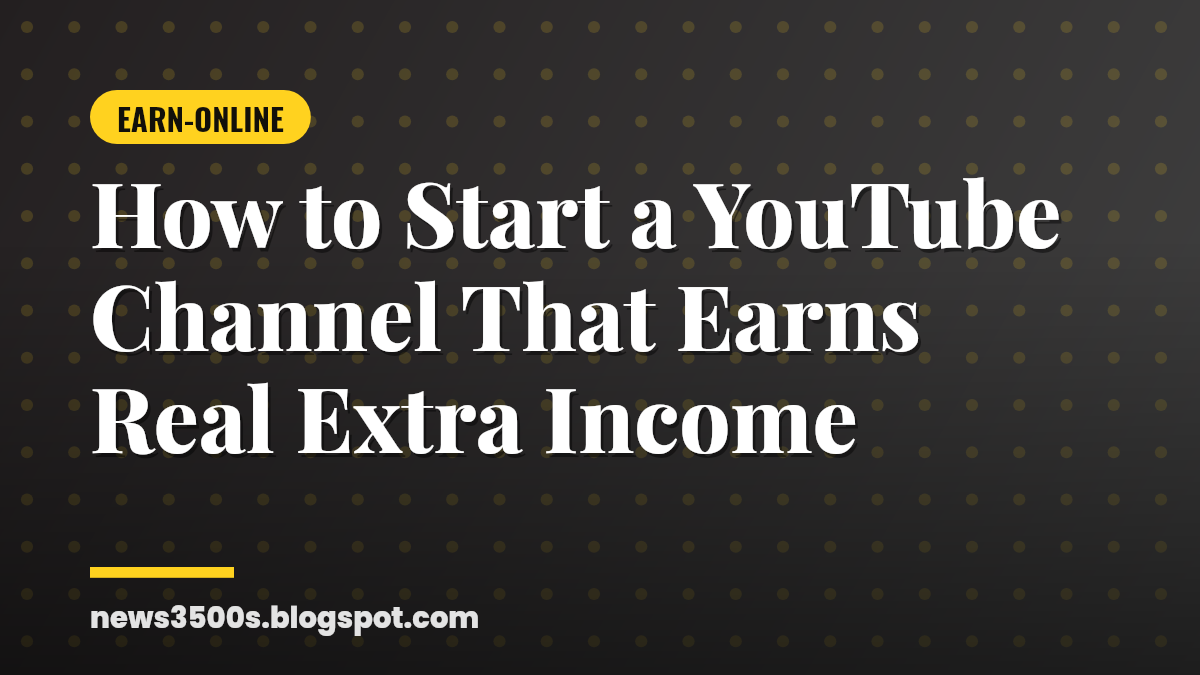 EARN-ONLINE
How to Start a YouTube
Channel That Earns
Real Extra Income
news3500s.blogspot.com